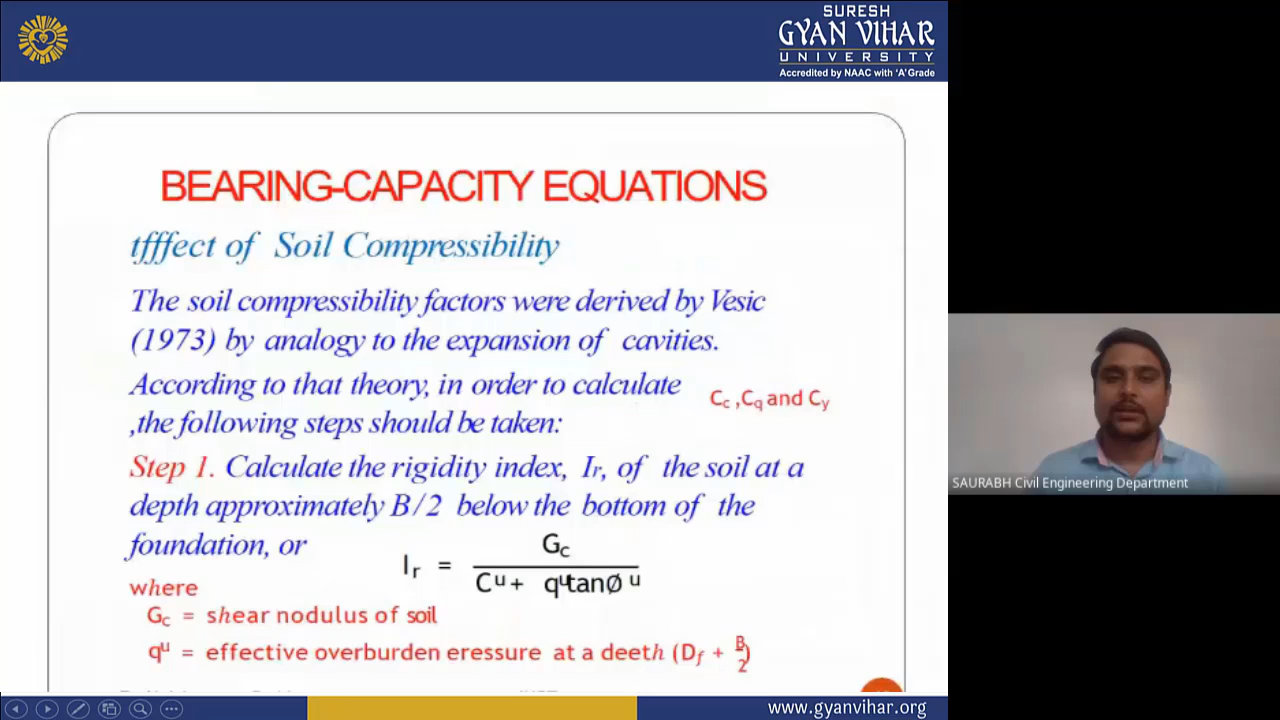 SURESH
GYAN VIHAR
UNIVERSITY
Accredited by NAAC with 'A' Grade
BEARING-CAPACITY EQUATIONS
tffffect of Soil Compressibility
The soil compressibility factors were derived by Vesic
(1973) by analogy to the expansion of cavities.
According to that theory, in order to calculate Cc ,Cq and Cy
,the following steps should be taken:
Step 1. Calculate the rigidity index, Ir, of the soil at a
depth approximately B/2 below the bottom of the
foundation, or
Ir = Gc / Cᵘ + qᵘtanØ ᵘ
where
Gc = shear nodulus of soil
qᵘ = effective overburden eressure at a deeth (Df + B/2)
SAURABH Civil Engineering Department
www.gyanvihar.org